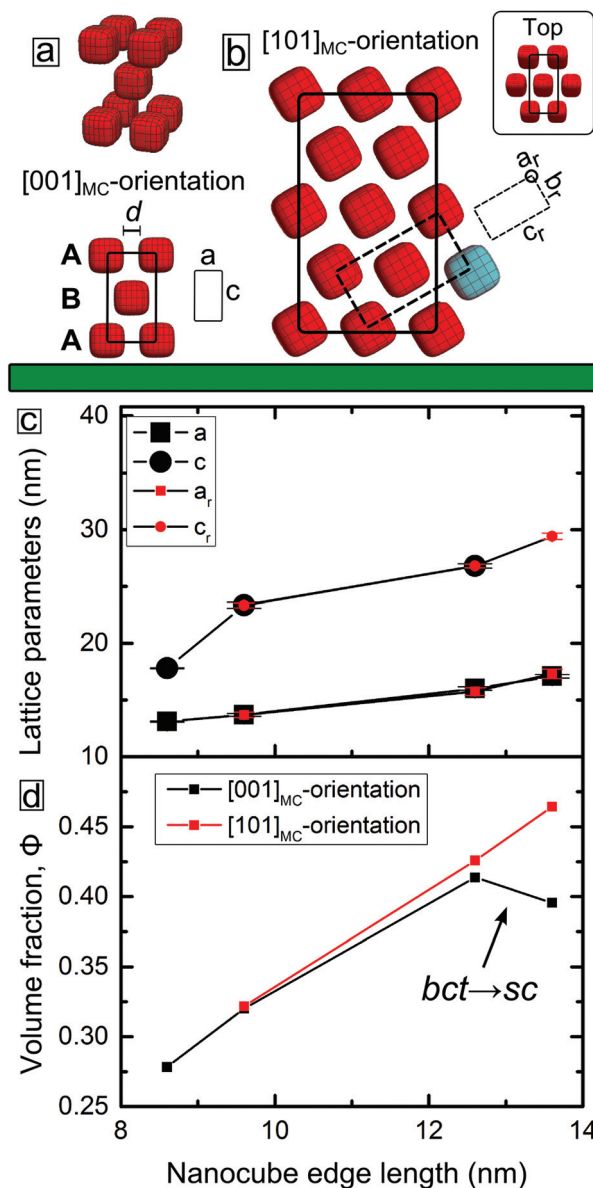 a
b
[101]MC-orientation
Top
[001]MC-orientation
d
A
B
A
a
c
ar
br
cr
c
Lattice parameters (nm)
40
30
20
10
a
c
ar
cr
d
Volume fraction, Φ
0.45
0.40
0.35
0.30
0.25
[001]MC-orientation
[101]MC-orientation
bct→sc
8 10 12 14
Nanocube edge length (nm)